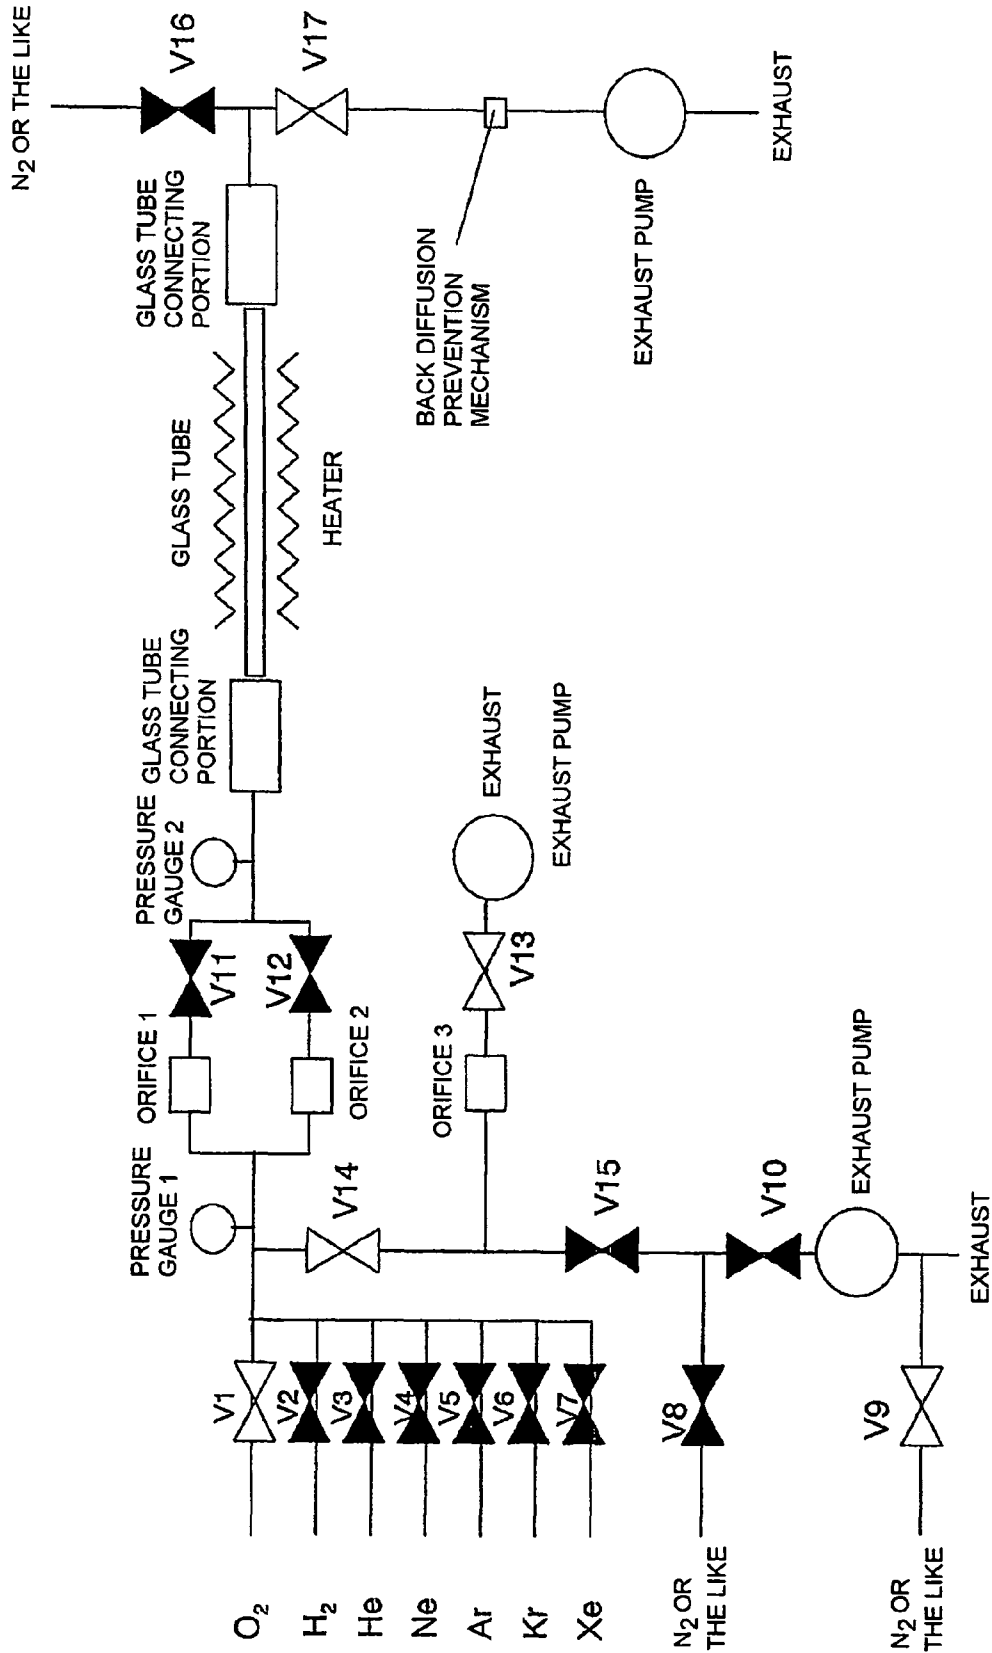 N2 OR THE LIKE
V16
V17
GLASS TUBE
CONNECTING
PORTION
EXHAUST
EXHAUST PUMP
BACK DIFFUSION
PREVENTION
MECHANISM
GLASS TUBE
HEATER
GLASS TUBE
CONNECTING
PORTION
PRESSURE
GAUGE 2
EXHAUST
EXHAUST PUMP
V11
V12
V13
ORIFICE 1
ORIFICE 2
ORIFICE 3
PRESSURE
GAUGE 1
V14
V15
V10
EXHAUST PUMP
EXHAUST
V1
V2
V3
V4
V5
V6
V7
V8
V9
O2
H2
He
Ne
Ar
Kr
Xe
N2 OR
THE LIKE
N2 OR
THE LIKE